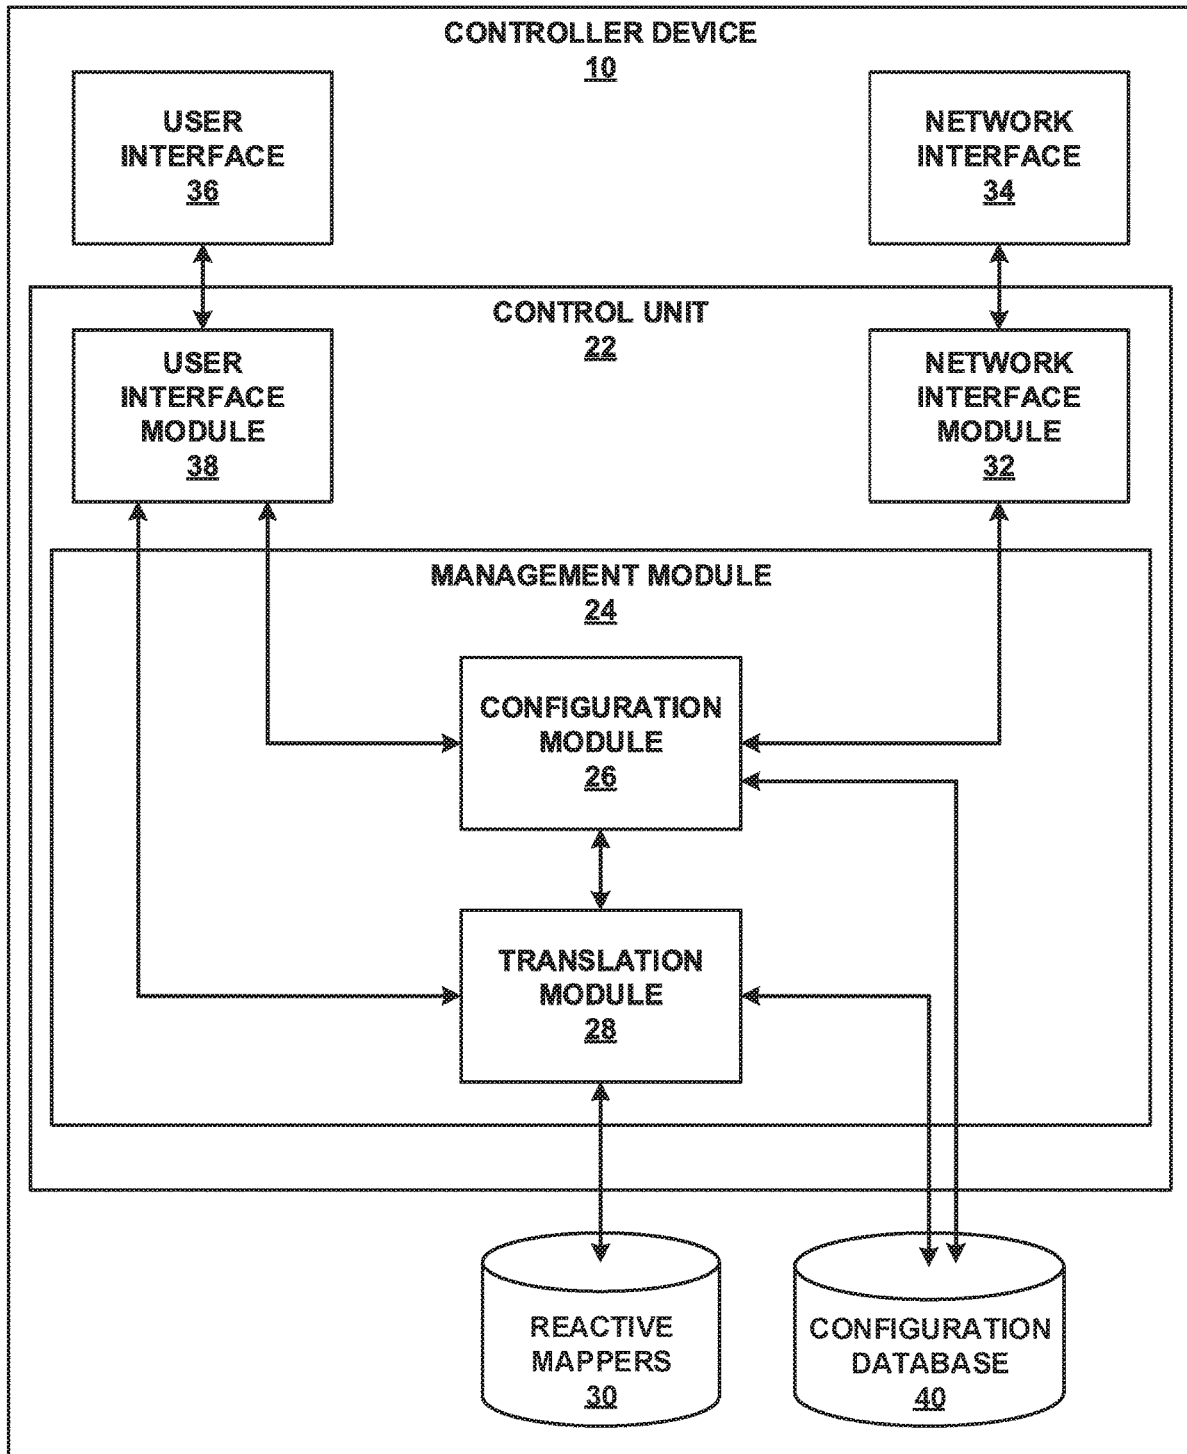 CONTROLLER DEVICE
10
USER
INTERFACE
36
NETWORK
INTERFACE
34
CONTROL UNIT
22
USER
INTERFACE
MODULE
38
NETWORK
INTERFACE
MODULE
32
MANAGEMENT MODULE
24
CONFIGURATION
MODULE
26
TRANSLATION
MODULE
28
REACTIVE
MAPPERS
30
CONFIGURATION
DATABASE
40